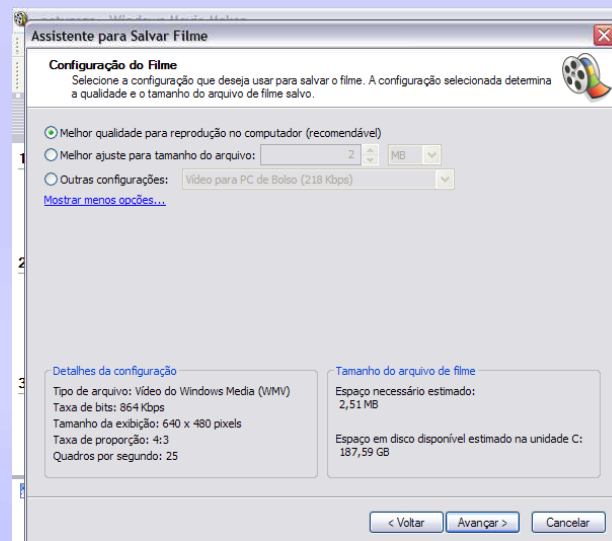 Assistente para Salvar Filme
Configuração do Filme
Selecione a configuração que deseja usar para salvar o filme. A configuração selecionada determina
a qualidade e o tamanho do arquivo de filme salvo.
Melhor qualidade para reprodução no computador (recomendável)
Melhor ajuste para tamanho do arquivo: 2 MB
Outras configurações: Vídeo para PC de Bolso (218 Kbps)
Mostrar menos opções...
1
2
3
Detalhes da configuração
Tipo de arquivo: Vídeo do Windows Media (WMV)
Taxa de bits: 864 Kbps
Tamanho da exibição: 640 x 480 pixels
Taxa de proporção: 4:3
Quadros por segundo: 25
Tamanho do arquivo de filme
Espaço necessário estimado:
2,51 MB
Espaço em disco disponível estimado na unidade C:
187,59 GB
< Voltar
Avançar >
Cancelar